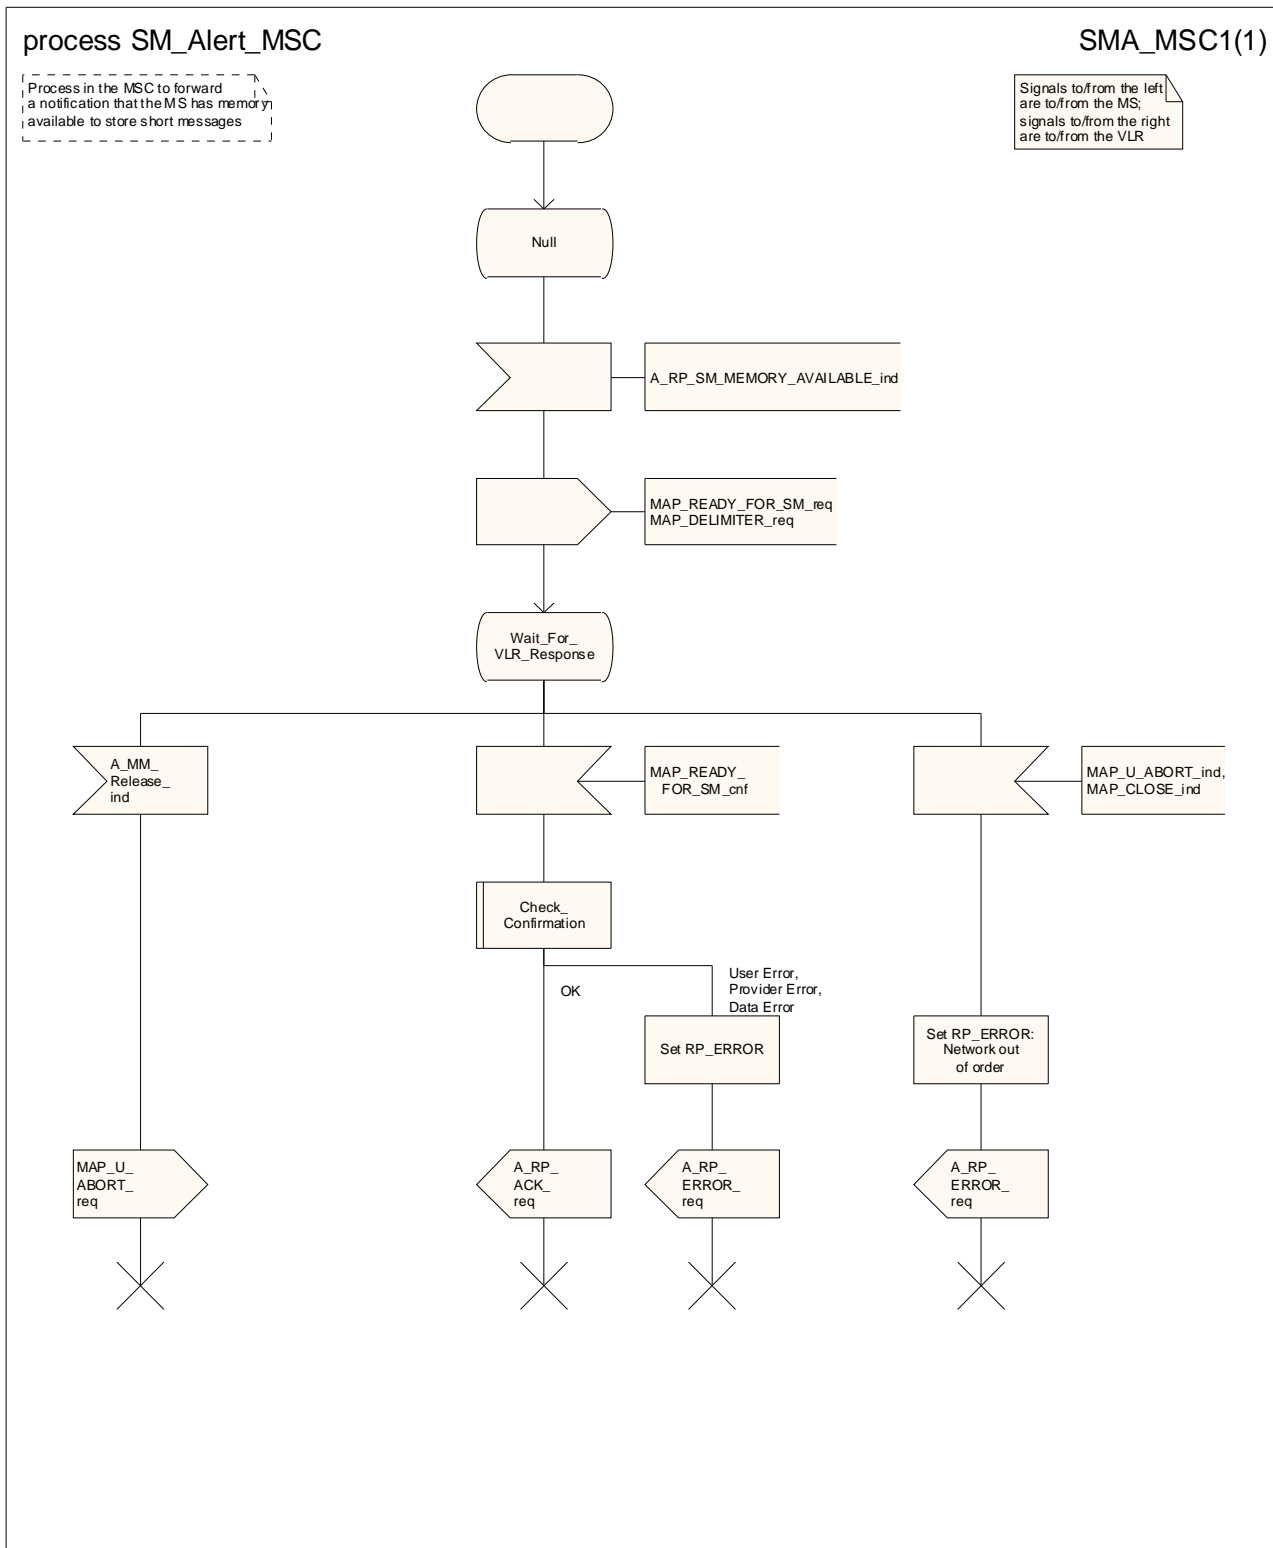 process SM_Alert_MSC
SMA_MSC1(1)
Process in the MSC to forward
a notification that the MS has memory
available to store short messages
Signals to/from the left
are to/from the MS;
signals to/from the right
are to/from the VLR
Null
A_RP_SM_MEMORY_AVAILABLE_ind
MAP_READY_FOR_SM_req
MAP_DELIMITER_req
Wait_For_
VLR_Response
A_MM_
Release_
ind
MAP_READY_
FOR_SM_cnf
MAP_U_ABORT_ind,
MAP_CLOSE_ind
Check_
Confirmation
OK
User Error,
Provider Error,
Data Error
Set RP_ERROR
Set RP_ERROR:
Network out
of order
MAP_U_
ABORT_
req
A_RP_
ACK_
req
A_RP_
ERROR_
req
A_RP_
ERROR_
req